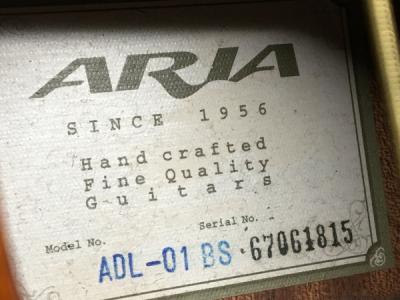 ARIA
SINCE 1956
Hand crafted
Fine Quality
Guitars
Model No. ADL-01 BS Serial No. 67061815